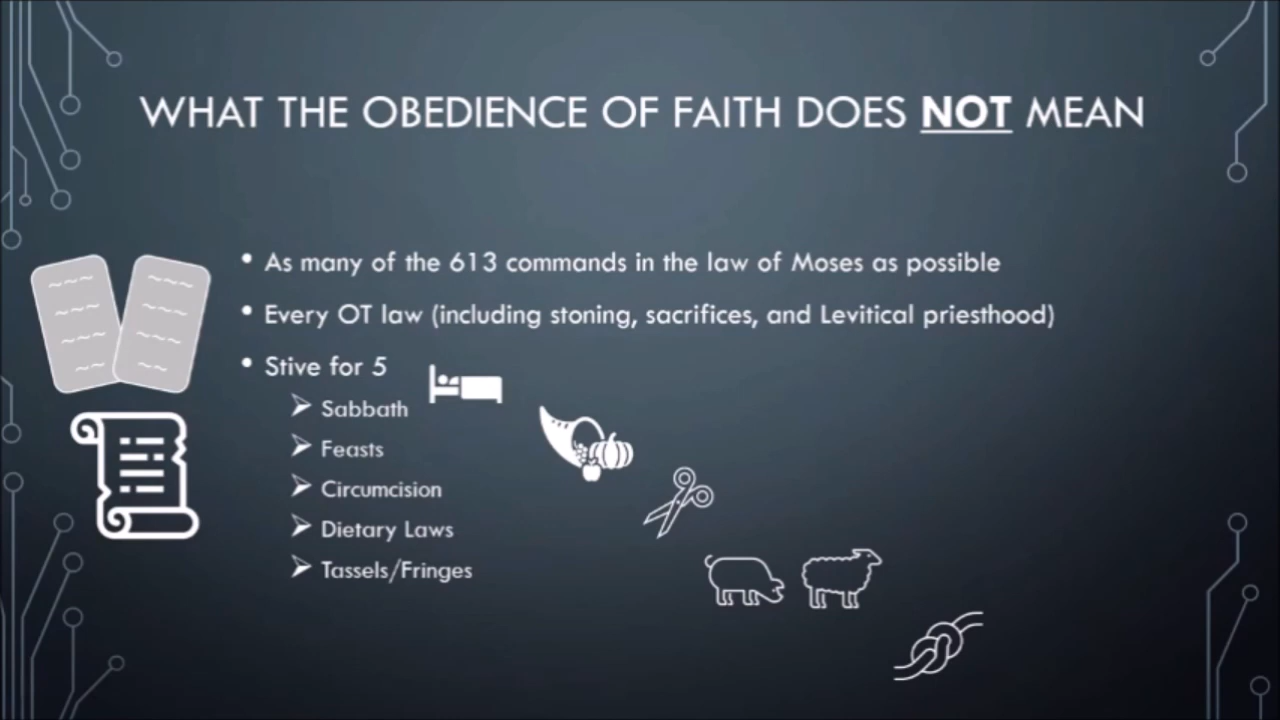 WHAT THE OBEDIENCE OF FAITH DOES NOT MEAN
• As many of the 613 commands in the law of Moses as possible
• Every OT law (including stoning, sacrifices, and Levitical priesthood)
• Stive for 5
➢ Sabbath
➢ Feasts
➢ Circumcision
➢ Dietary Laws
➢ Tassels/Fringes